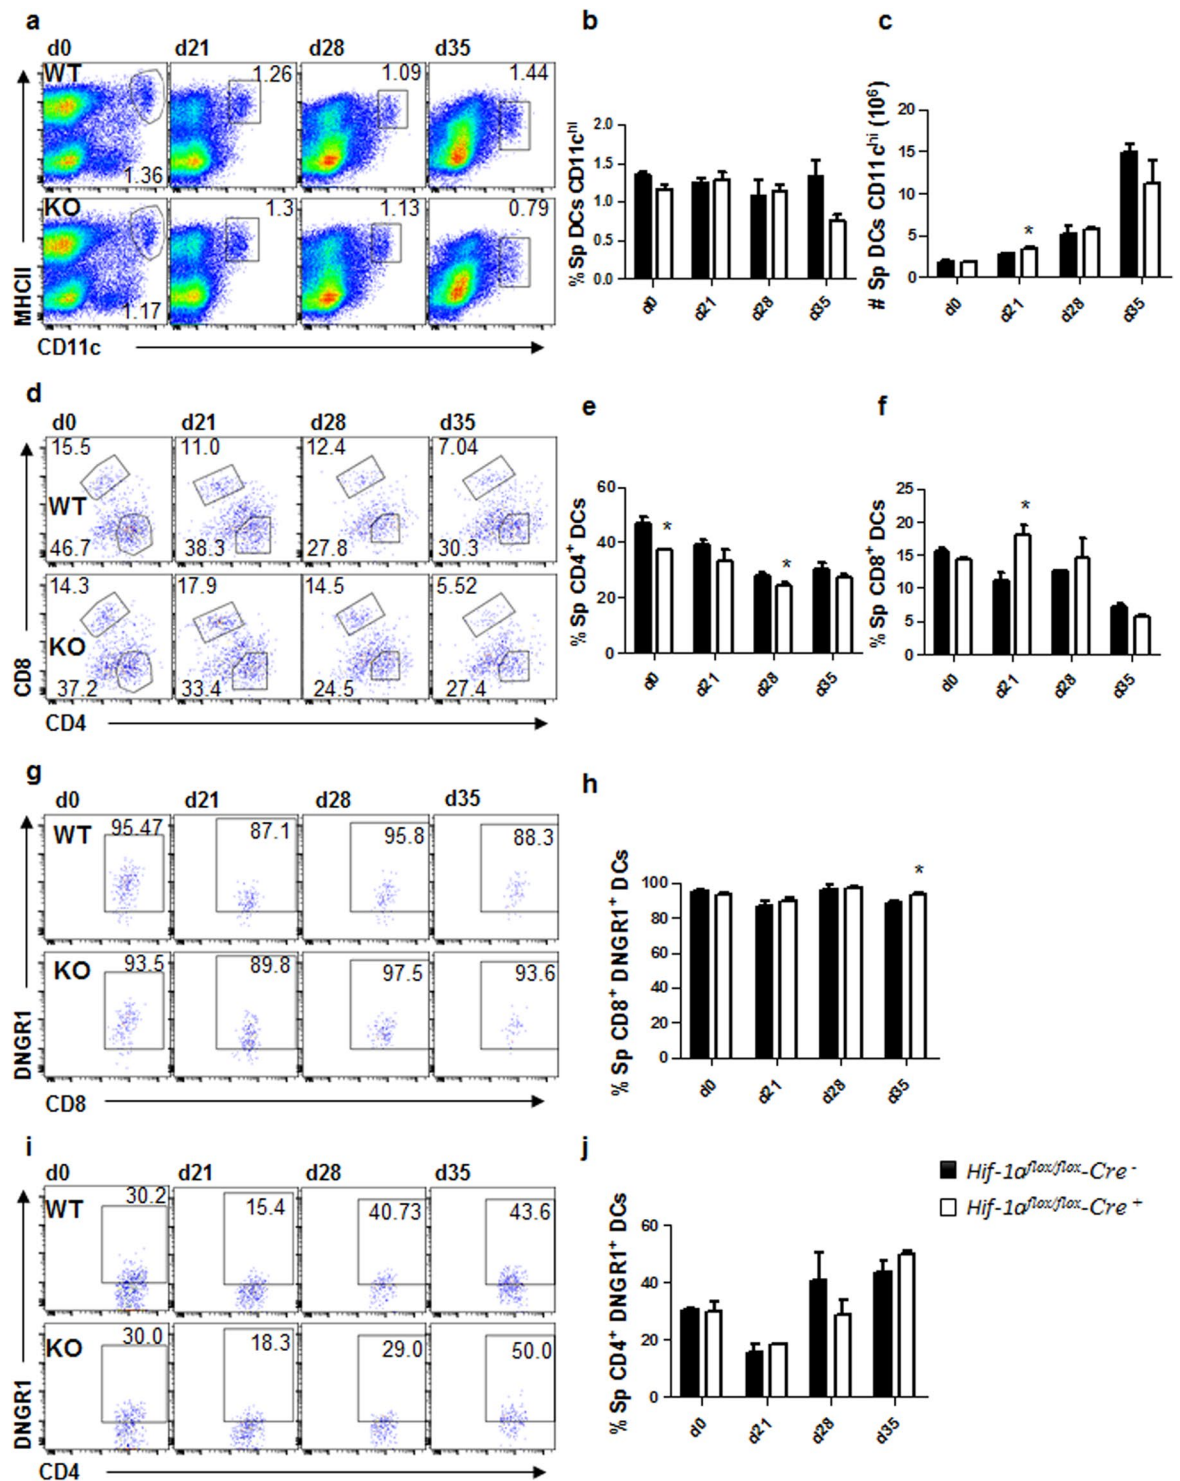 a
d0 d21 d28 d35
WT 1.36 1.26 1.09 1.44
KO 1.17 1.3 1.13 0.79
MHCII
CD11c
b
% Sp DCs CD11c^hi
2.0
1.5
1.0
0.5
0.0
d0 d21 d28 d35
c
# Sp DCs CD11c^hi (10^6)
20
15
10
5
0
*
d0 d21 d28 d35
d
d0 d21 d28 d35
15.5 11.0 12.4 7.04
WT
46.7 38.3 27.8 30.3
14.3 17.9 14.5 5.52
KO
37.2 33.4 24.5 27.4
CD8
CD4
e
% Sp CD4^+ DCs
60
40
20
0
* *
d0 d21 d28 d35
f
% Sp CD8^+ DCs
25
20
15
10
5
0
*
d0 d21 d28 d35
g
d0 d21 d28 d35
WT 95.47 87.1 95.8 88.3
KO 93.5 89.8 97.5 93.6
DNGR1
CD8
h
% Sp CD8^+ DNGR1^+ DCs
100
80
60
40
20
0
*
d0 d21 d28 d35
i
d0 d21 d28 d35
WT 30.2 15.4 40.73 43.6
KO 30.0 18.3 29.0 50.0
DNGR1
DNGR1
CD4
j
% Sp CD4^+ DNGR1^+ DCs
60
40
20
0
d0 d21 d28 d35
Hif-1α^flox/flox-Cre^-
Hif-1α^flox/flox-Cre^+